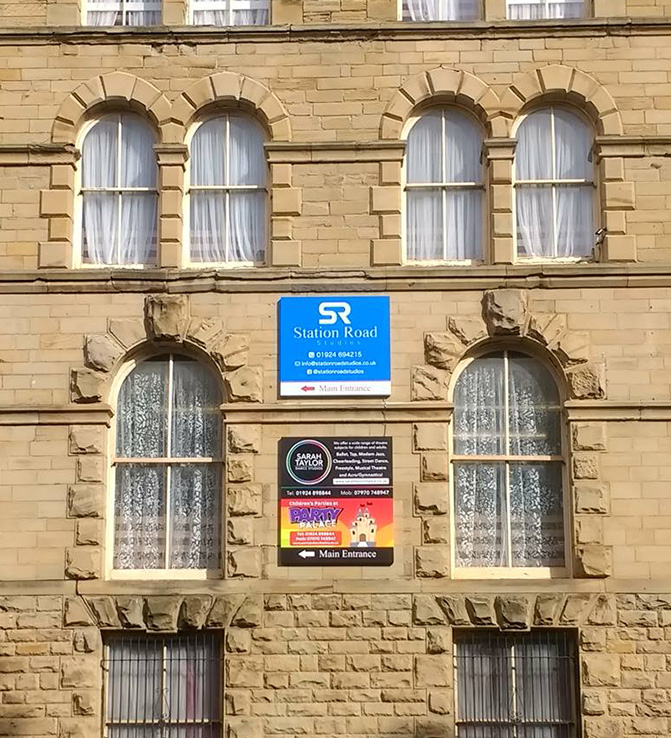 SR
Station Road
Studios
01924 694215
info@stationroadstudios.co.uk
@stationroadstudios
Main Entrance
We offer a wide range of theatre
subjects for children and adults.
Ballet, Tap, Modern Jazz,
Cheerleading, Street Dance,
Freestyle, Musical Theatre
and Acro/Gymnastics!
SARAH
TAYLOR
DANCE STUDIOS
Tel: 01924 898844 Mob: 07970 748947
Children's Parties at
PARTY
PALACE
Main Entrance